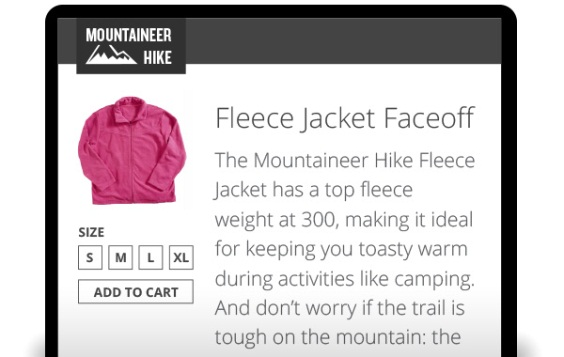 MOUNTAINEER
HIKE
Fleece Jacket Faceoff
The Mountaineer Hike Fleece
Jacket has a top fleece
weight at 300, making it ideal
for keeping you toasty warm
during activities like camping.
And don’t worry if the trail is
tough on the mountain: the
SIZE
S M L XL
ADD TO CART